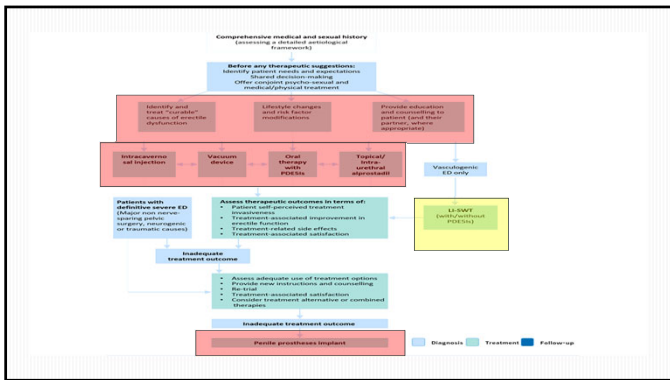 Comprehensive medical and sexual history
(assessing a detailed aetiological
framework)
Before any therapeutic suggestions:
Identify patient needs and expectations
Shared decision-making
Offer conjoint psycho-sexual and
medical/physical treatment
Identify and
treat "curable"
causes of erectile
dysfunction
Lifestyle changes
and risk factor
modifications
Provide education
and counselling to
patient (and their
partner, where
appropriate)
Intracaverno
sal injection
Vacuum
device
Oral
therapy
with
PDE5Is
Topical/
Intra-
urethral
alprostadil
Vasculogenic
ED only
Patients with
definitive severe ED
(Major non nerve-
sparing pelvic
surgery, neurogenic
or traumatic causes)
Assess therapeutic outcomes in terms of:
• Patient self-perceived treatment
invasiveness
• Treatment-associated improvement in
erectile function
• Treatment-related side effects
• Treatment-associated satisfaction
LI-SWT
(with/without
PDE5Is)
Inadequate
treatment outcome
• Assess adequate use of treatment options
• Provide new instructions and counselling
• Re-trial
• Treatment-associated satisfaction
• Consider treatment alternative or combined
therapies
Inadequate treatment outcome
Penile prostheses implant
Diagnosis
Treatment
Follow-up